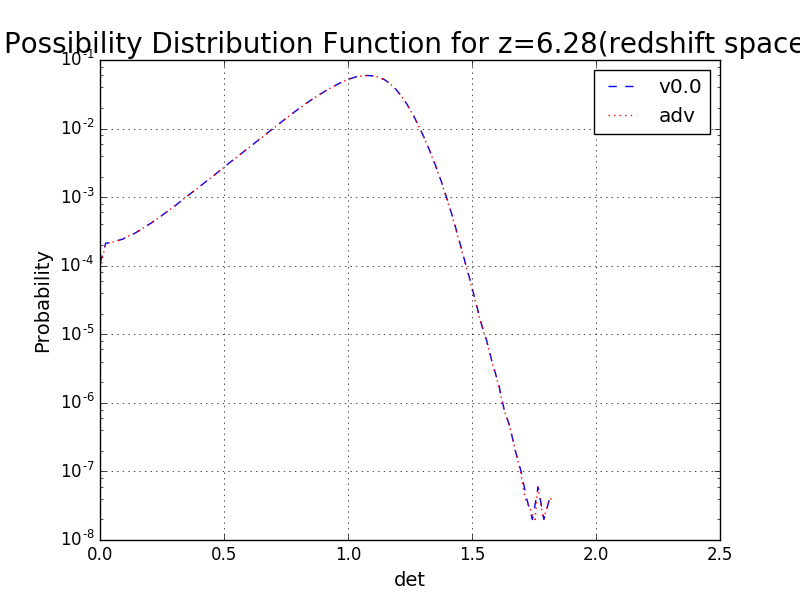 Possibility Distribution Function for z=6.28(redshift space
v0.0
adv
10^-1
10^-2
10^-3
10^-4
10^-5
10^-6
10^-7
10^-8
Probability
0.0 0.5 1.0 1.5 2.0 2.5
det